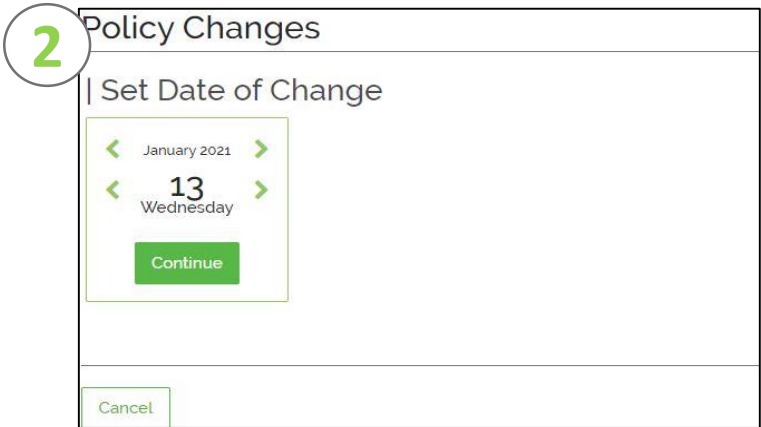 2
Policy Changes
| Set Date of Change
January 2021
13
Wednesday
Continue
Cancel